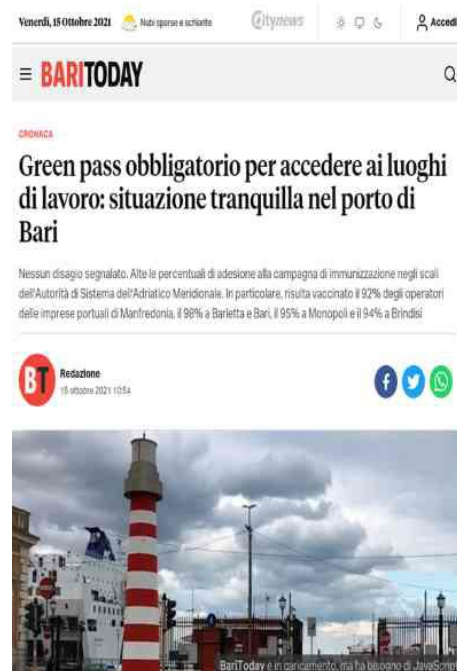 Venerdì, 15 Ottobre 2021
Nubi sparse e schiarite
Citynews
Accedi
BARITODAY
CRONACA
Green pass obbligatorio per accedere ai luoghi
di lavoro: situazione tranquilla nel porto di
Bari
Nessun disagio segnalato. Alte le percentuali di adesione alla campagna di immunizzazione negli scali
dell'Autorità di Sistema dell'Adriatico Meridionale. In particolare, risulta vaccinato il 92% degli operatori
delle imprese portuali di Manfredonia, il 98% a Barletta e Bari, il 95% a Monopoli e il 94% a Brindisi
BT
Redazione
15 ottobre 2021 10:54
BariToday è in caricamento, ma ha bisogno di JavaScript